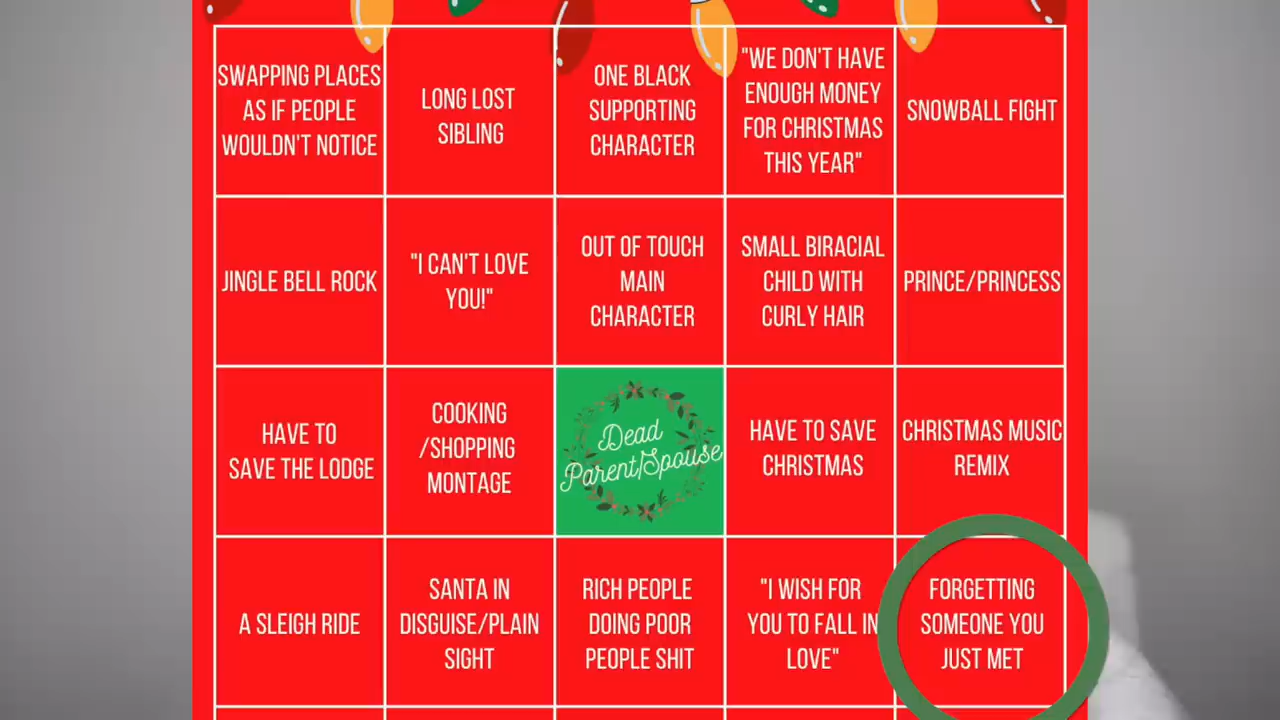 SWAPPING PLACES
AS IF PEOPLE
WOULDN'T NOTICE
LONG LOST
SIBLING
ONE BLACK
SUPPORTING
CHARACTER
"WE DON'T HAVE
ENOUGH MONEY
FOR CHRISTMAS
THIS YEAR"
SNOWBALL FIGHT
JINGLE BELL ROCK
"I CAN'T LOVE
YOU!"
OUT OF TOUCH
MAIN
CHARACTER
SMALL BIRACIAL
CHILD WITH
CURLY HAIR
PRINCE/PRINCESS
HAVE TO
SAVE THE LODGE
COOKING
/SHOPPING
MONTAGE
Dead
Parent/Spouse
HAVE TO SAVE
CHRISTMAS
CHRISTMAS MUSIC
REMIX
A SLEIGH RIDE
SANTA IN
DISGUISE/PLAIN
SIGHT
RICH PEOPLE
DOING POOR
PEOPLE SHIT
"I WISH FOR
YOU TO FALL IN
LOVE"
FORGETTING
SOMEONE YOU
JUST MET